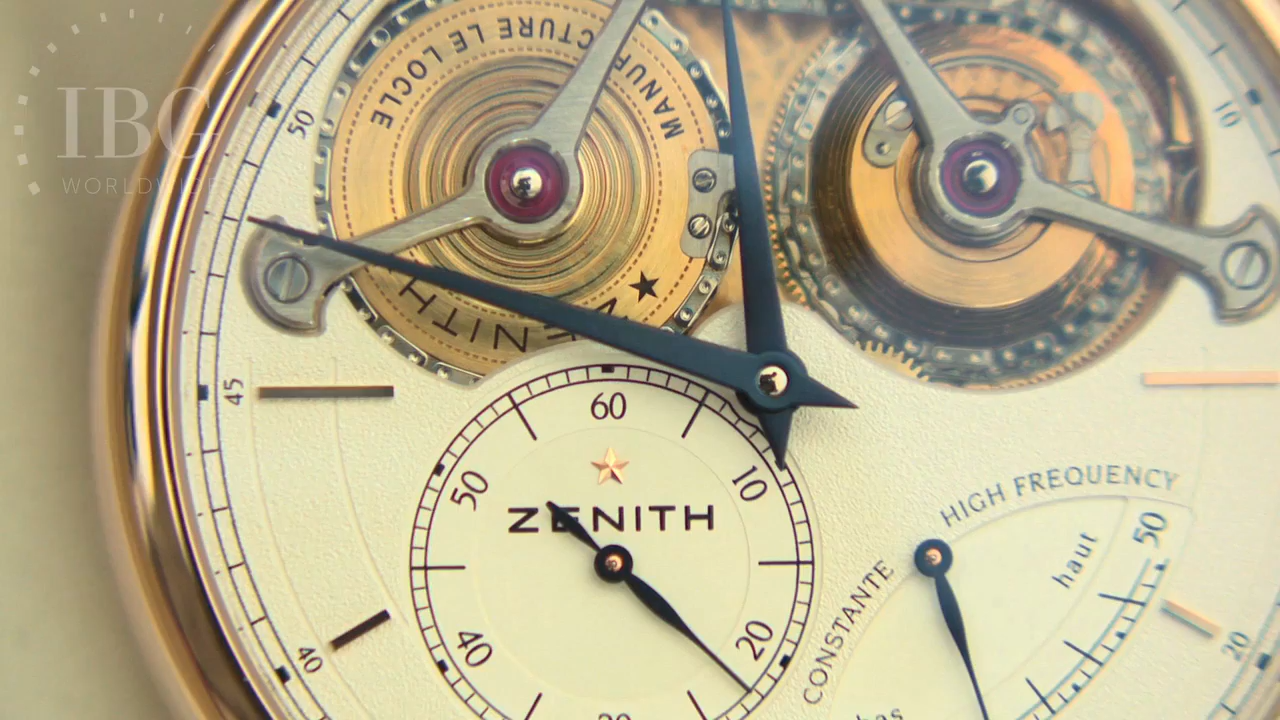 IBG
WORLDWIDE
MANUFACTURE LE LOCLE
ZENITH
50
10
45
60
50
10
ZENITH
HIGH FREQUENCY
50
haut
CONSTANTE
40
20
40
20
bas